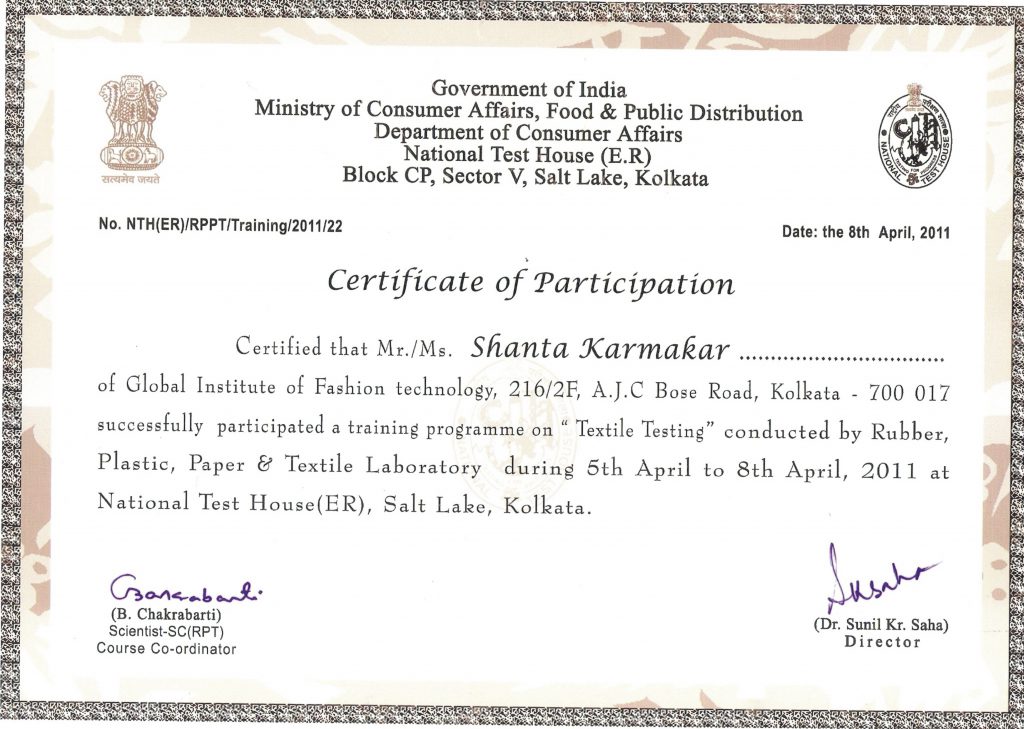 Government of India
Ministry of Consumer Affairs, Food & Public Distribution
Department of Consumer Affairs
National Test House (E.R)
Block CP, Sector V, Salt Lake, Kolkata
सत्यमेव जयते
NATIONAL TEST HOUSE
No. NTH(ER)/RPPT/Training/2011/22
Date: the 8th April, 2011
Certificate of Participation
Certified that Mr./Ms. Shanta Karmakar .................................
of Global Institute of Fashion technology, 216/2F, A.J.C Bose Road, Kolkata - 700 017
successfully participated a training programme on “ Textile Testing” conducted by Rubber,
Plastic, Paper & Textile Laboratory during 5th April to 8th April, 2011 at
National Test House(ER), Salt Lake, Kolkata.
(B. Chakrabarti)
Scientist-SC(RPT)
Course Co-ordinator
(Dr. Sunil Kr. Saha)
Director